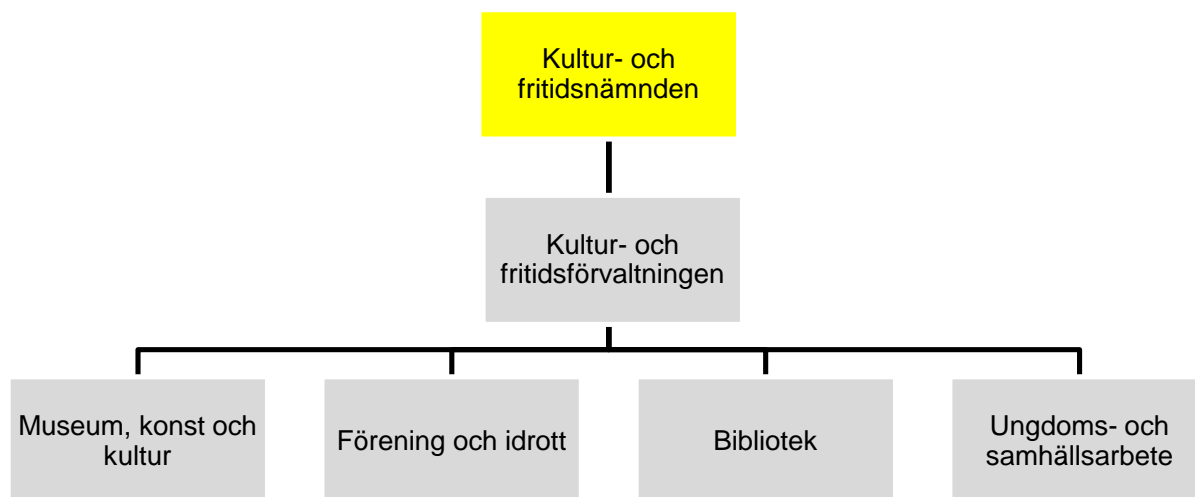 Kultur- och
fritidsnämnden
Kultur- och
fritidsförvaltningen
Museum, konst och
kultur
Förening och idrott
Bibliotek
Ungdoms- och
samhällsarbete